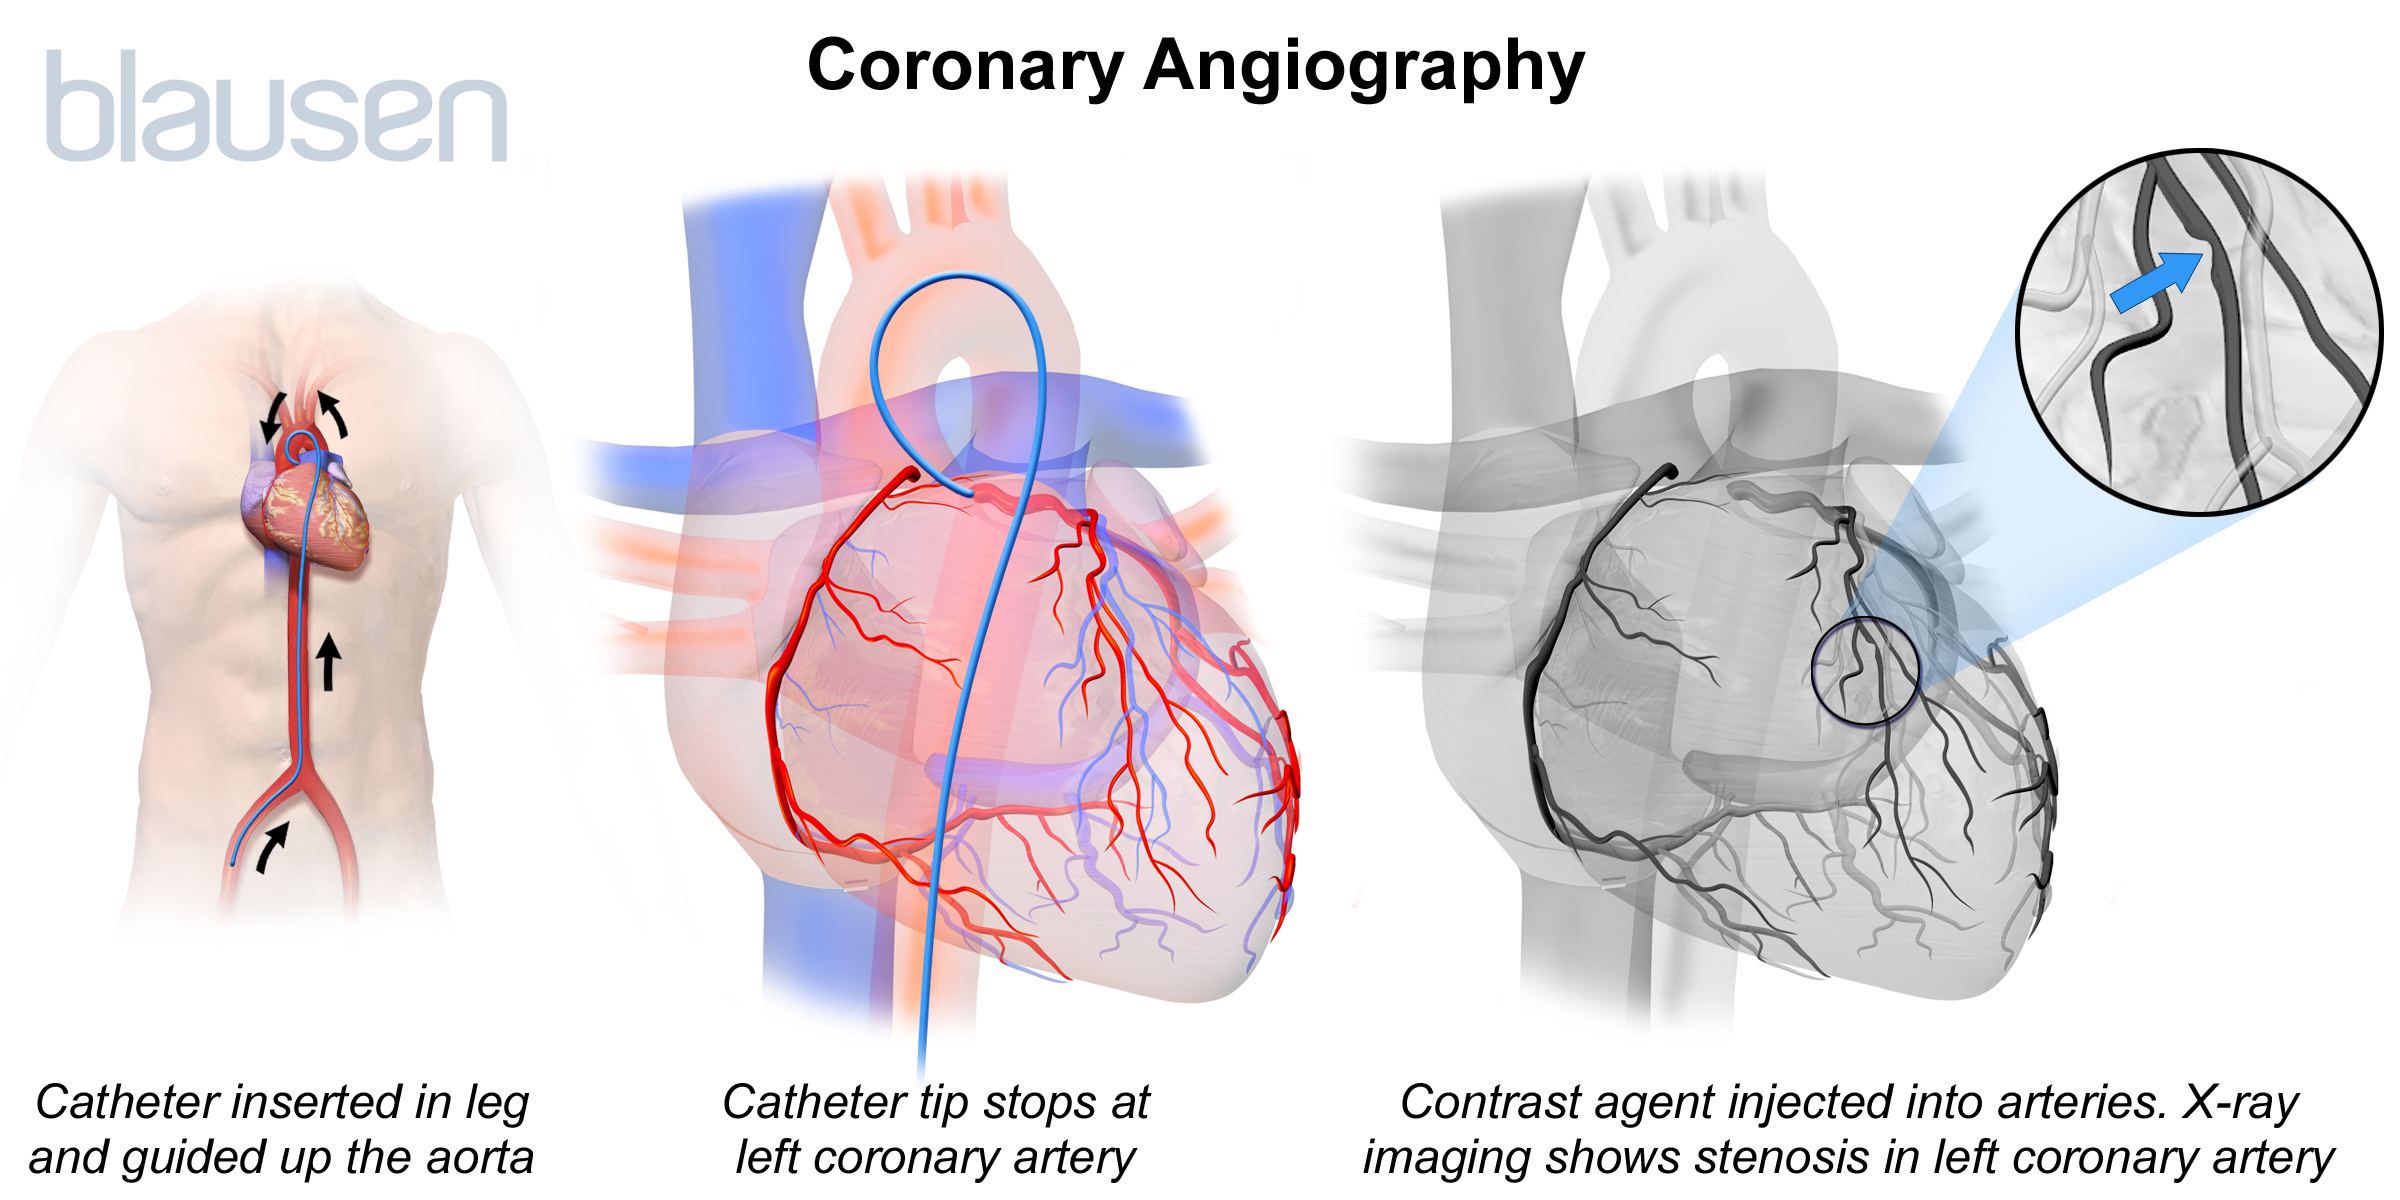 blausen
Coronary Angiography
Catheter inserted in leg
and guided up the aorta
Catheter tip stops at
left coronary artery
Contrast agent injected into arteries. X-ray
imaging shows stenosis in left coronary artery